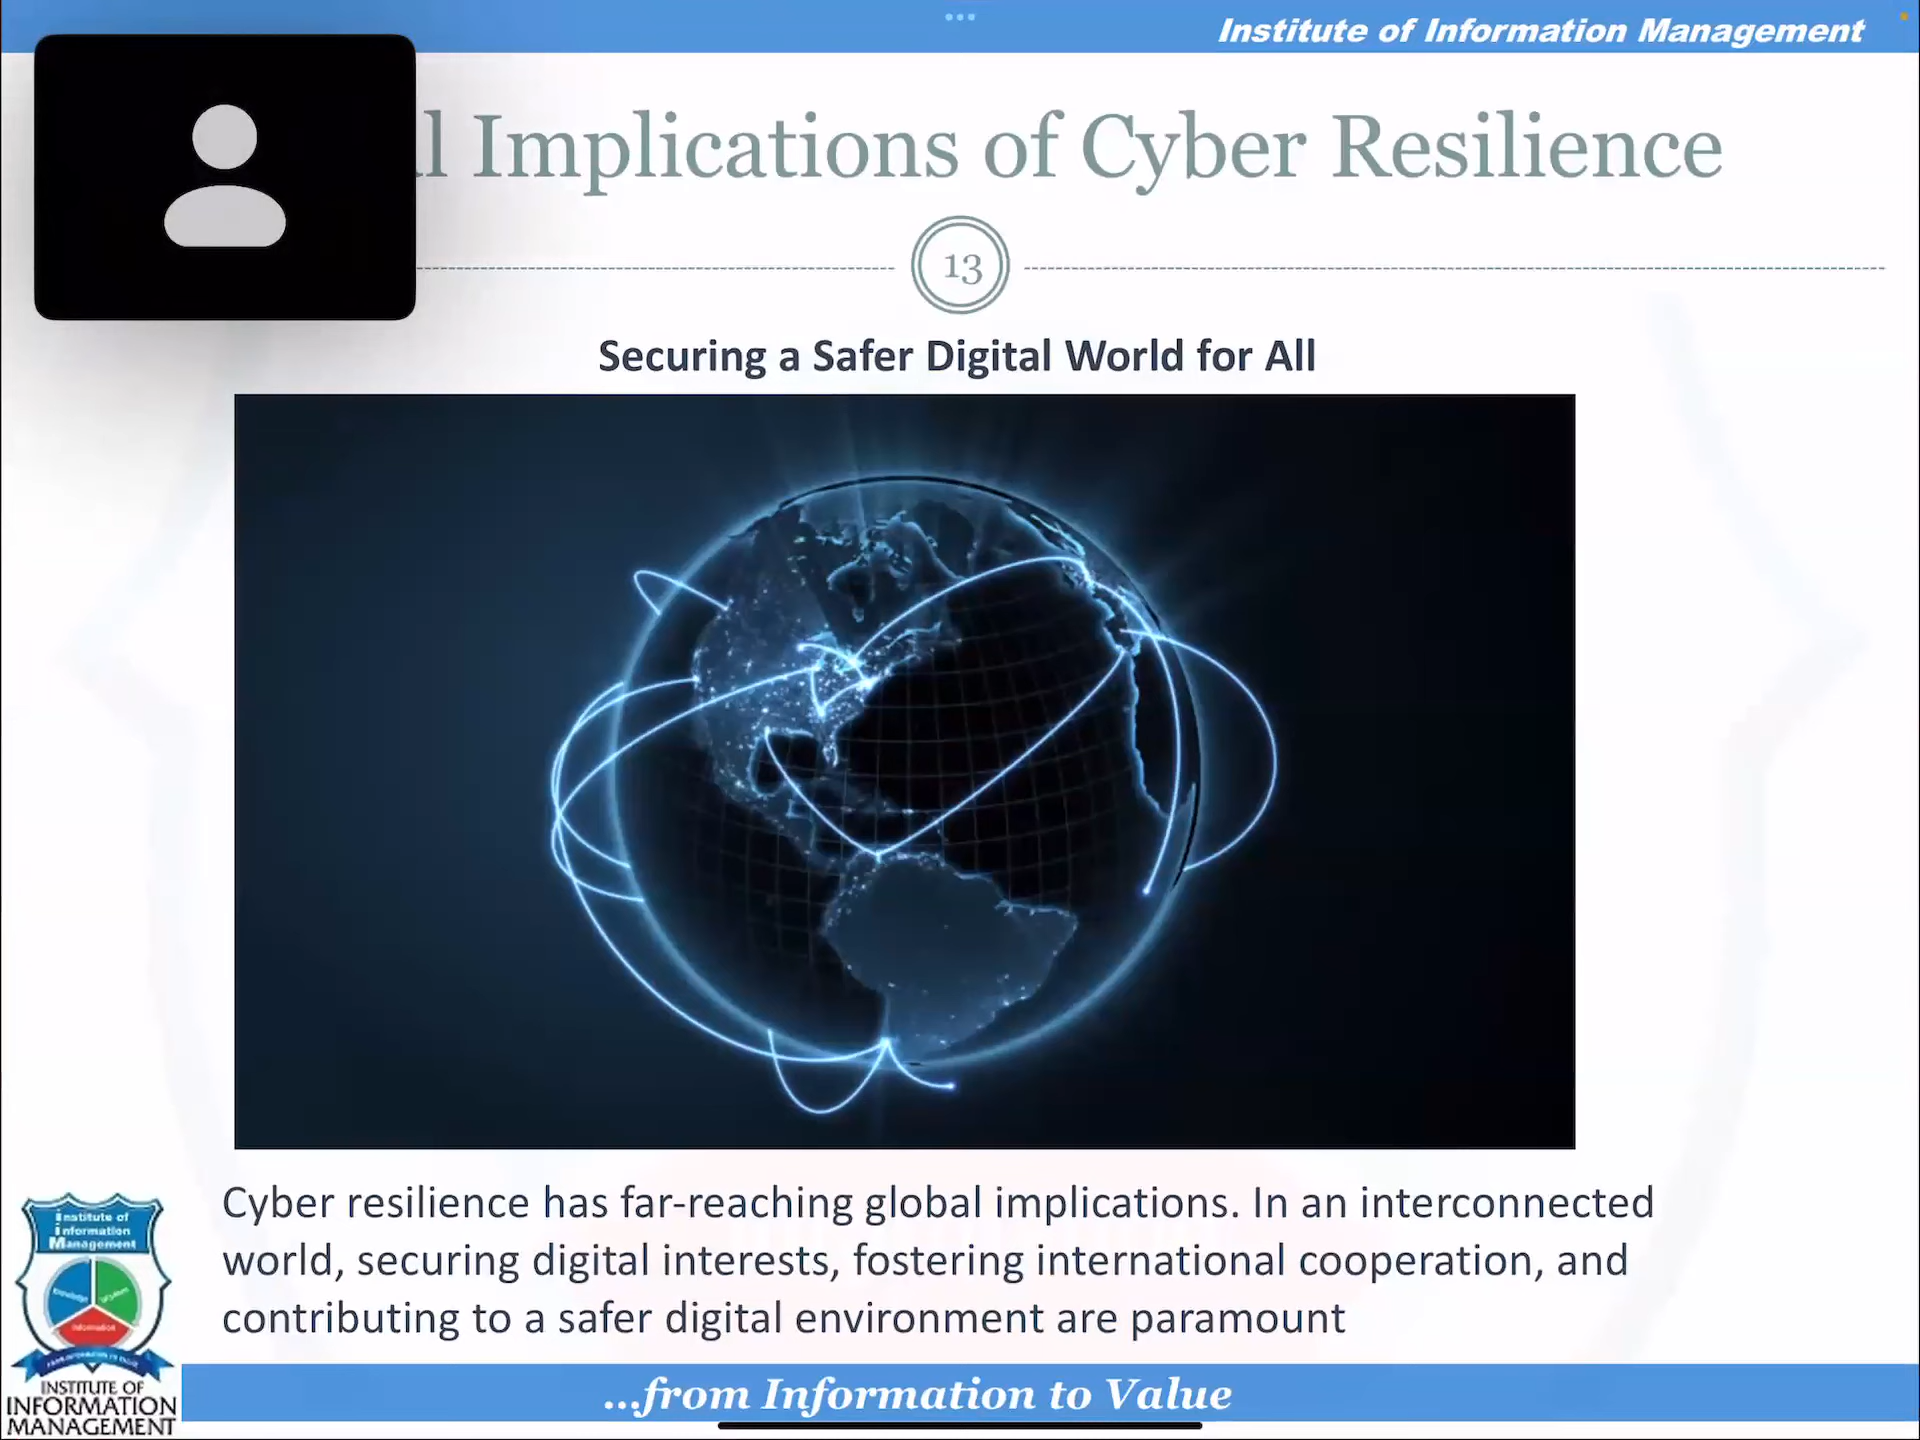 Institute of Information Management
l Implications of Cyber Resilience
13
Securing a Safer Digital World for All
Cyber resilience has far-reaching global implications. In an interconnected
world, securing digital interests, fostering international cooperation, and
contributing to a safer digital environment are paramount
Institute of
Information
Management
Knowledge
Information
INSTITUTE OF
INFORMATION
MANAGEMENT
...from Information to Value